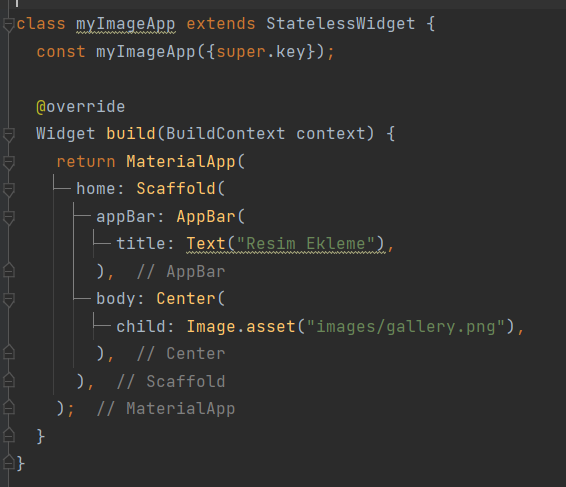 class myImageApp extends StatelessWidget {
  const myImageApp({super.key});

  @override
  Widget build(BuildContext context) {
    return MaterialApp(
      home: Scaffold(
        appBar: AppBar(
          title: Text("Resim Ekleme"),
        ),  // AppBar
        body: Center(
          child: Image.asset("images/gallery.png"),
        ),  // Center
      ),  // Scaffold
    );  // MaterialApp
  }
}